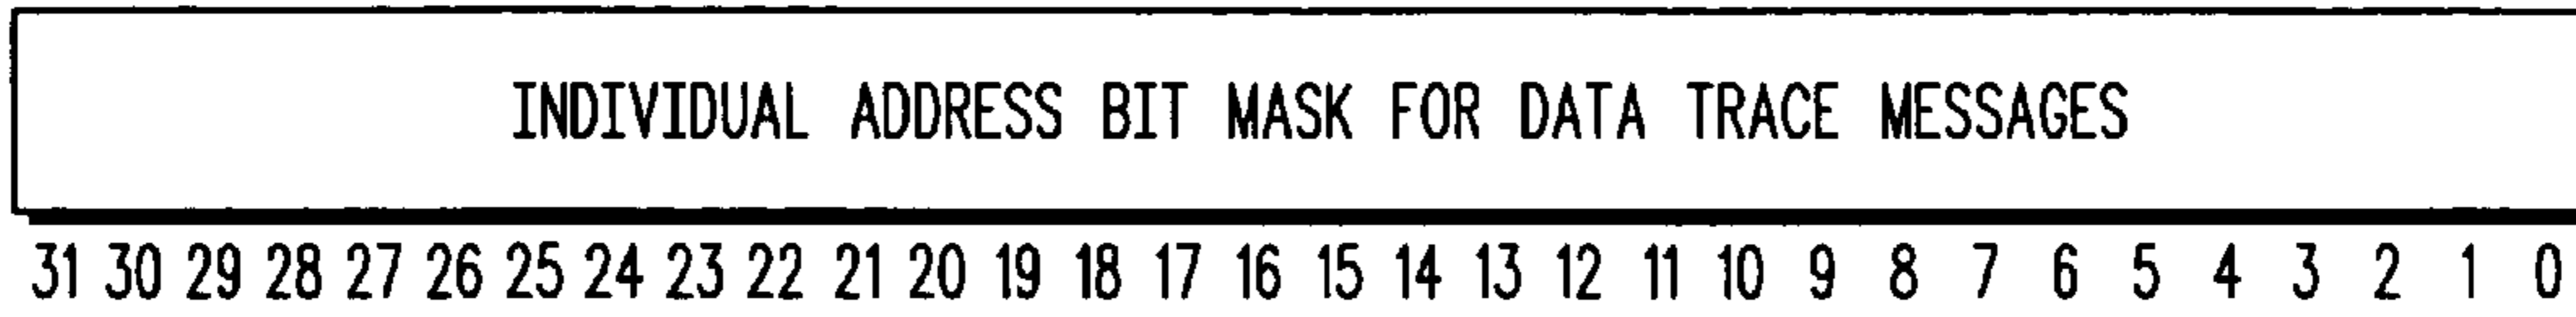 INDIVIDUAL ADDRESS BIT MASK FOR DATA TRACE MESSAGES
31 30 29 28 27 26 25 24 23 22 21 20 19 18 17 16 15 14 13 12 11 10 9 8 7 6 5 4 3 2 1 0